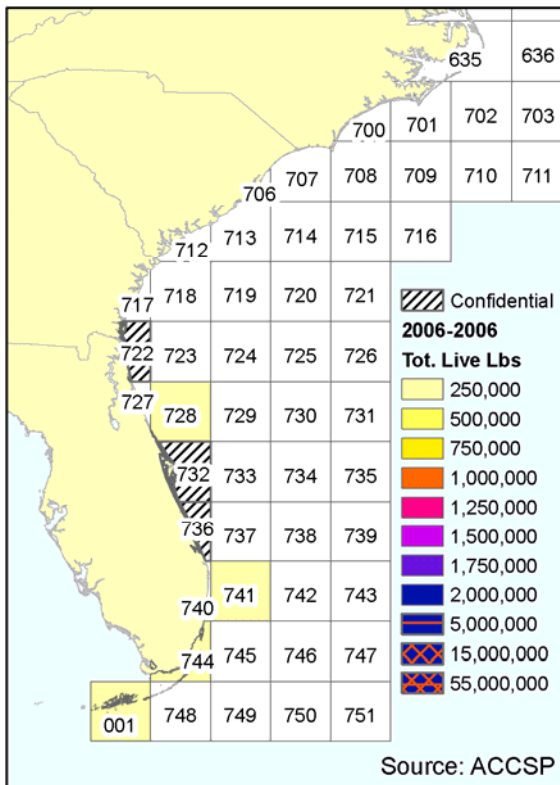 635 636
700 701 702 703
706 707 708 709 710 711
712 713 714 715 716
717 718 719 720 721
722 723 724 725 726
727 728 729 730 731
732 733 734 735
736 737 738 739
740 741 742 743
744 745 746 747
001 748 749 750 751
Confidential
2006-2006
Tot. Live Lbs
250,000
500,000
750,000
1,000,000
1,250,000
1,500,000
1,750,000
2,000,000
5,000,000
15,000,000
55,000,000
Source: ACCSP